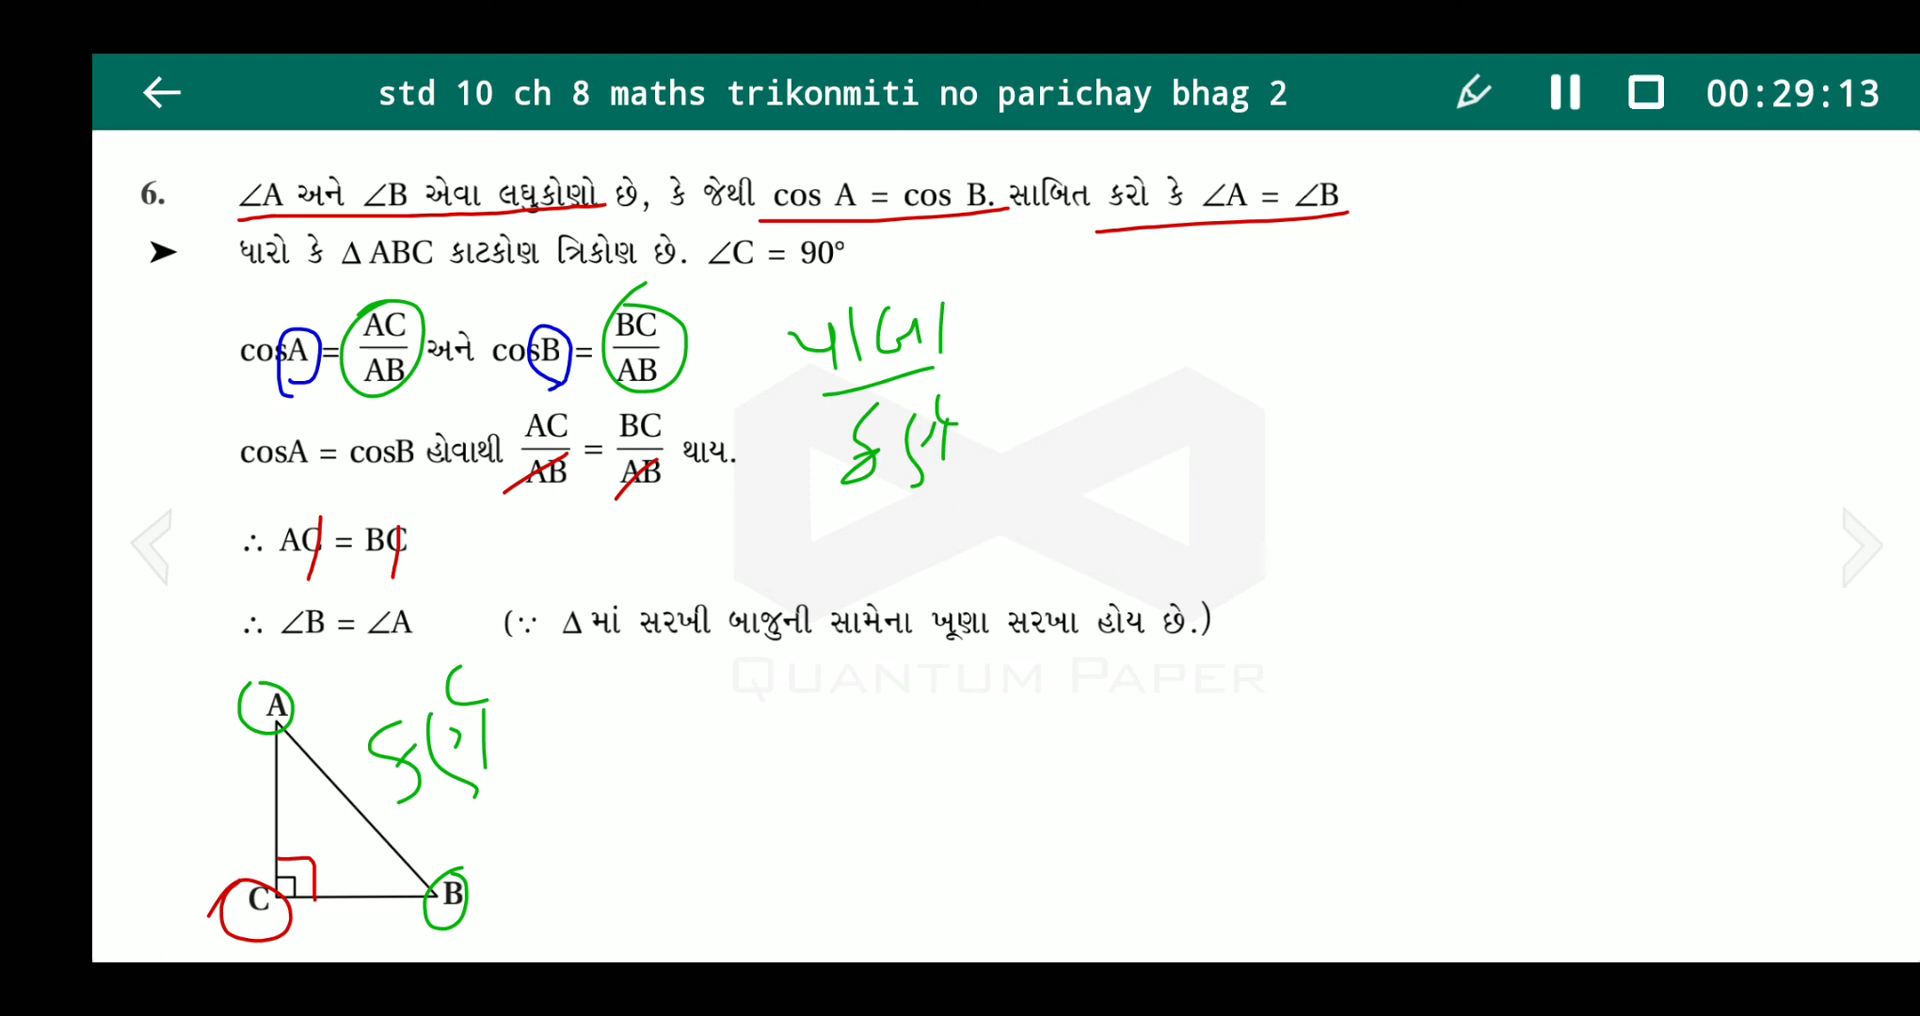 std 10 ch 8 maths trikonmiti no parichay bhag 2
00:29:13
6. ∠A અને ∠B એવા લઘુકોણો છે, કે જેથી cos A = cos B. સાબિત કરો કે ∠A = ∠B
➤ ધારો કે Δ ABC કાટકોણ ત્રિકોણ છે. ∠C = 90°
cosA = AC/AB અને cosB = BC/AB
પાબા
કર્ણ
cosA = cosB હોવાથી AC/AB = BC/AB થાય.
∴ AC = BC
∴ ∠B = ∠A (∵ Δ માં સરખી બાજુની સામેના ખૂણા સરખા હોય છે.)
QUANTUM PAPER
A
કર્ણ
C
B